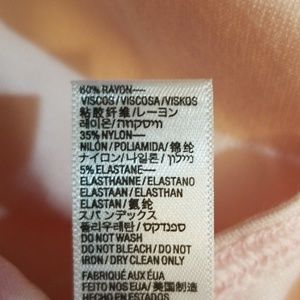 60% RAYON—
VISCOS / VISCOSA / VISKOS
粘胶纤维 / レーヨン
레이온 / ויסקוזה
35% NYLON—
NILÓN / POLIAMIDA / 锦纶
ナイロン / 나일론 / ניילון
5% ELASTANE—
ELASTHANNE / ELASTANO
ELASTAAN / ELASTHAN
ELASTAN / 氨纶
スパンデックス
폴리우레탄 / ספנדקס
DO NOT WASH
DO NOT BLEACH / DO NOT
IRON / DRY CLEAN ONLY
FABRIQUÉ AUX ÉUA
FEITO NOS EUA / 美国制造
HECHO EN ESTADOS